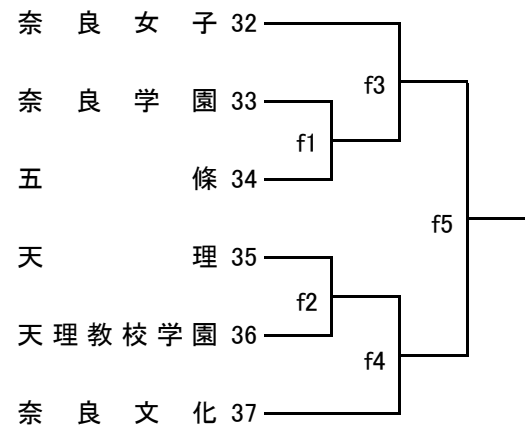 奈良女子 32
f3
奈良学園 33
f1
五條 34
f5
天理 35
f2
天理教校学園 36
f4
奈良文化 37